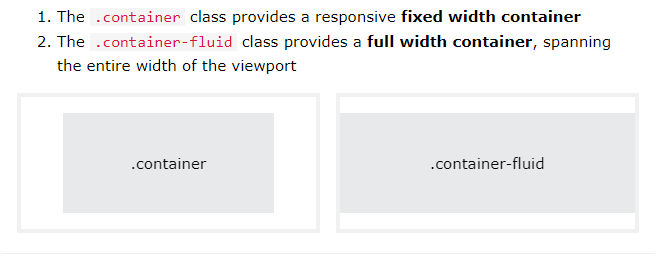 1. The .container class provides a responsive fixed width container
2. The .container-fluid class provides a full width container, spanning
the entire width of the viewport
.container
.container-fluid